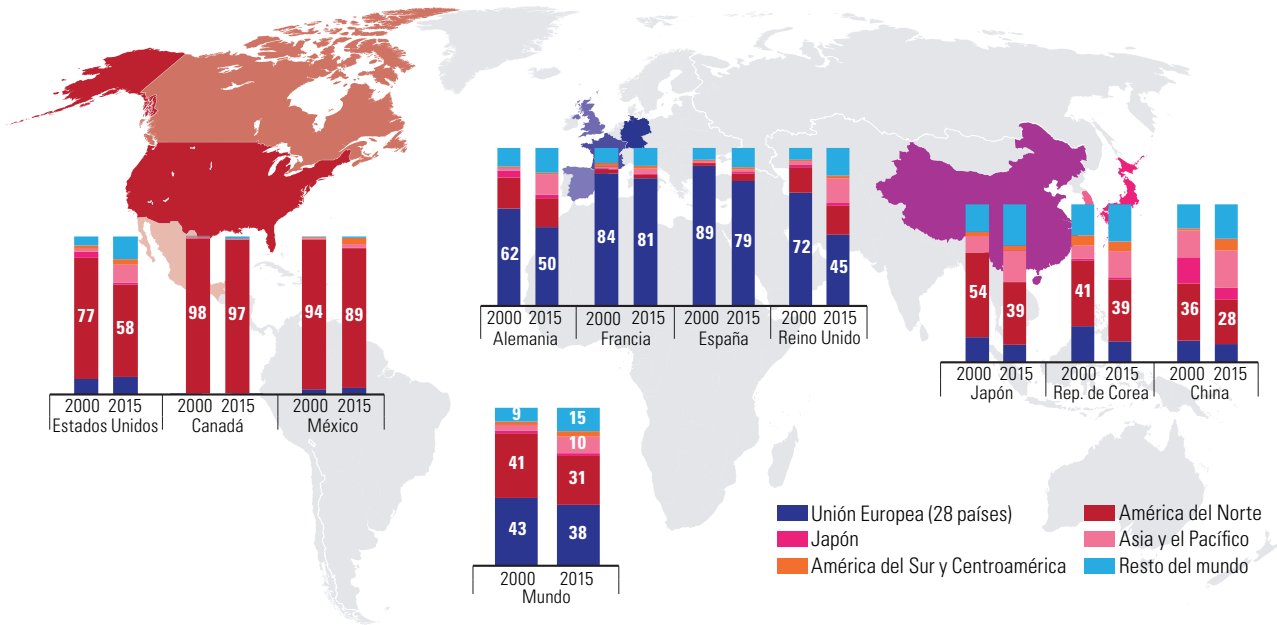 77
58
2000 2015
Estados Unidos
98
97
Canadá
94
89
2000 2015
México
62
50
2000 2015
Alemania
84
81
2000 2015
Francia
89
79
2000 2015
España
72
45
2000 2015
Reino Unido
54
39
2000 2015
Japón
41
39
2000 2015
Rep. de Corea
36
28
2000 2015
China
9
15
10
41
31
43
38
2000 2015
Mundo
Unión Europea (28 países)
América del Norte
Japón
Asia y el Pacífico
América del Sur y Centroamérica
Resto del mundo